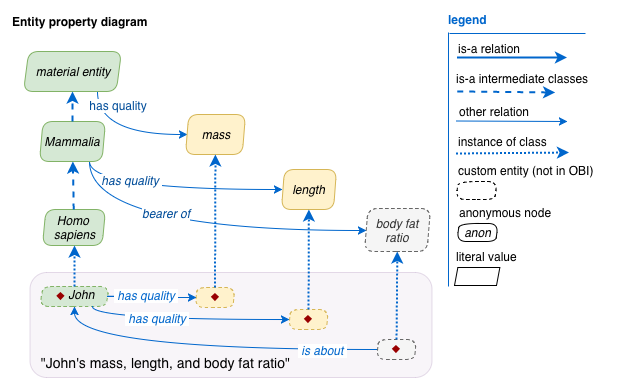 Entity property diagram
material entity
has quality
mass
Mammalia
has quality
length
bearer of
body fat
ratio
Homo
sapiens
John
has quality
has quality
is about
"John's mass, length, and body fat ratio"
legend
is-a relation
is-a intermediate classes
other relation
instance of class
custom entity (not in OBI)
anonymous node
anon
literal value